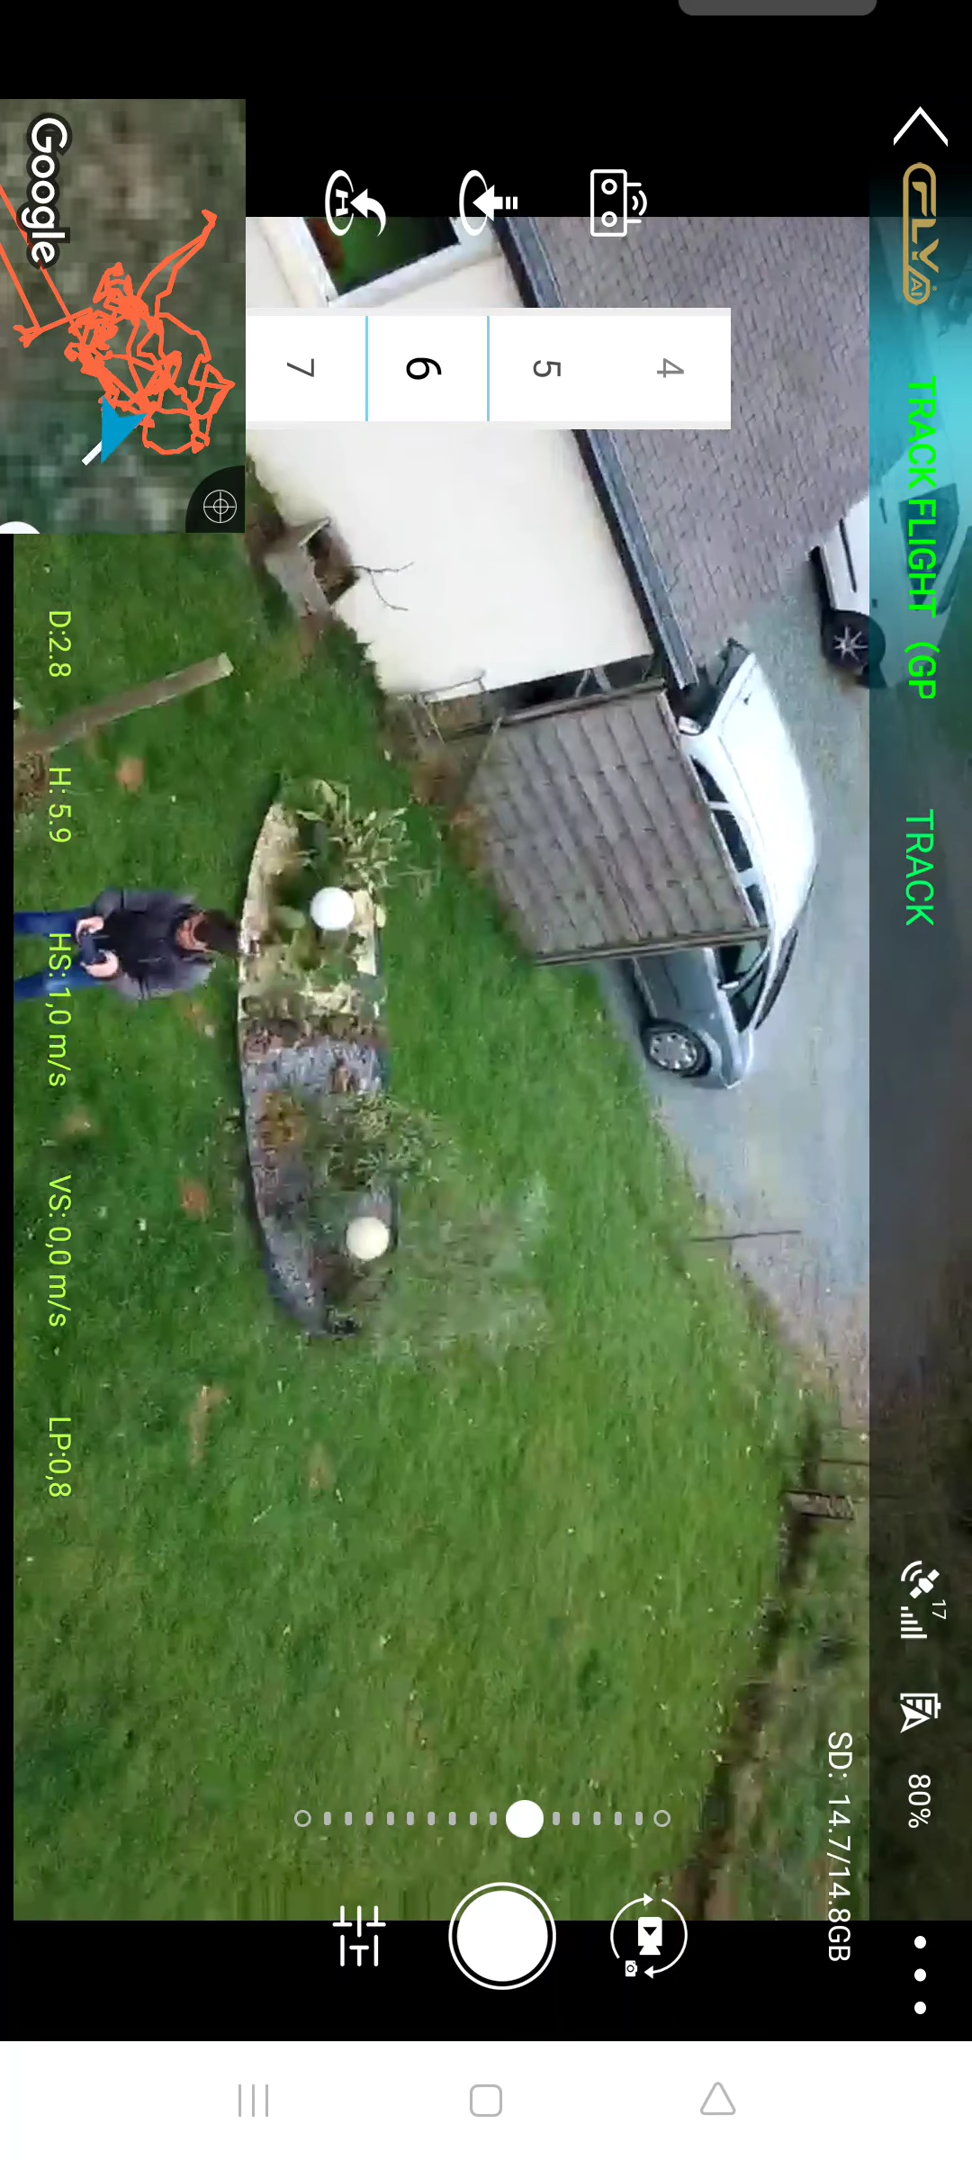 FLY AI
TRACK FLIGHT (GP
TRACK
17
80%
SD: 14.7/14.8GB
4
5
6
7
Google
D:2.8
H: 5.9
HS:1,0 m/s
VS:0,0 m/s
LP:0,8